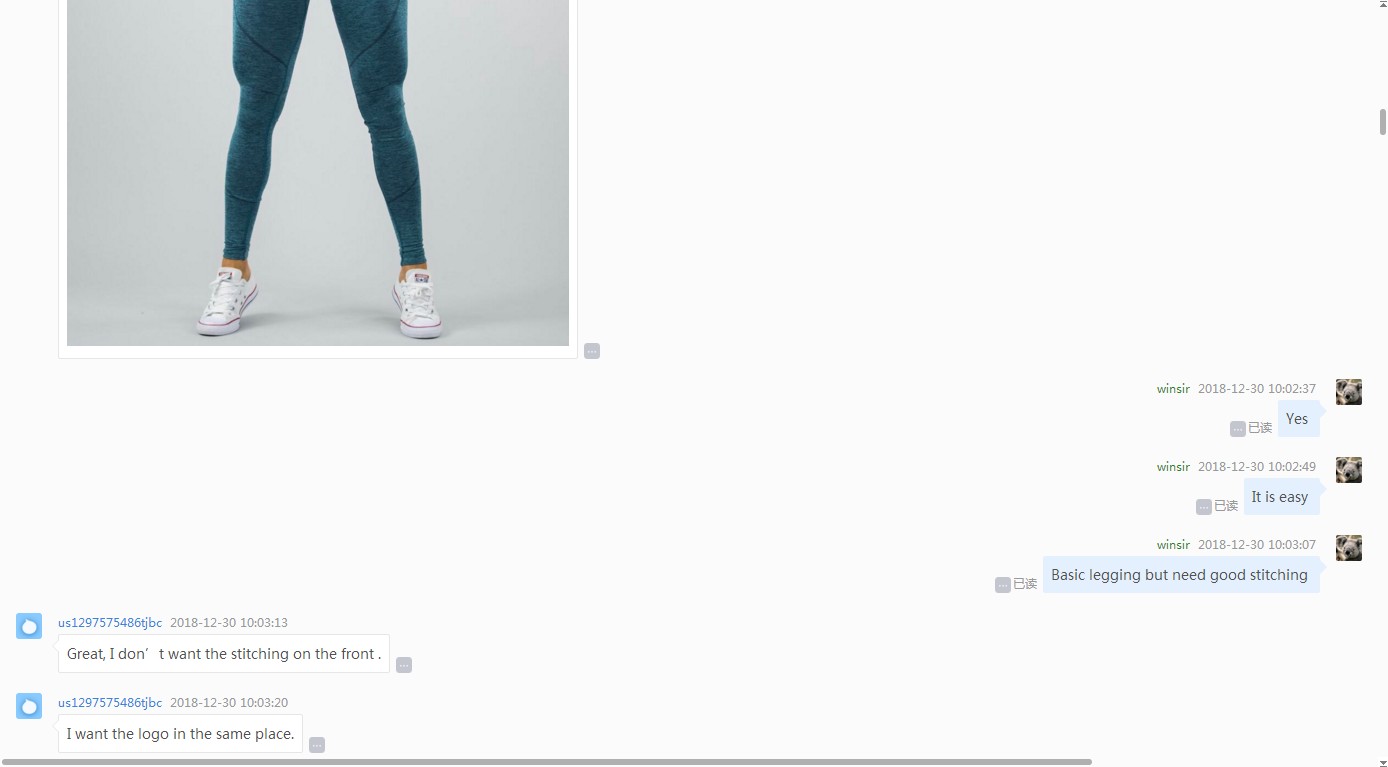 winsir 2018-12-30 10:02:37
Yes
已读
winsir 2018-12-30 10:02:49
It is easy
已读
winsir 2018-12-30 10:03:07
Basic legging but need good stitching
已读
us1297575486tjbc 2018-12-30 10:03:13
Great, I don’t want the stitching on the front .
us1297575486tjbc 2018-12-30 10:03:20
I want the logo in the same place.